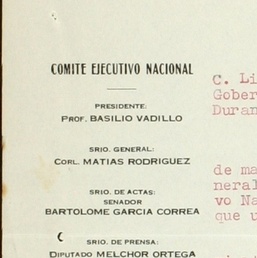 COMITE EJECUTIVO NACIONAL
PRESIDENTE:
PROF. BASILIO VADILLO
SRIO. GENERAL:
CORL. MATIAS RODRIGUEZ
SRIO. DE ACTAS:
SENADOR
BARTOLOME GARCIA CORREA
SRIO. DE PRENSA:
DIPUTADO MELCHOR ORTEGA
C. Li
Gober
Duran
de ma
neral
vo Na
que u